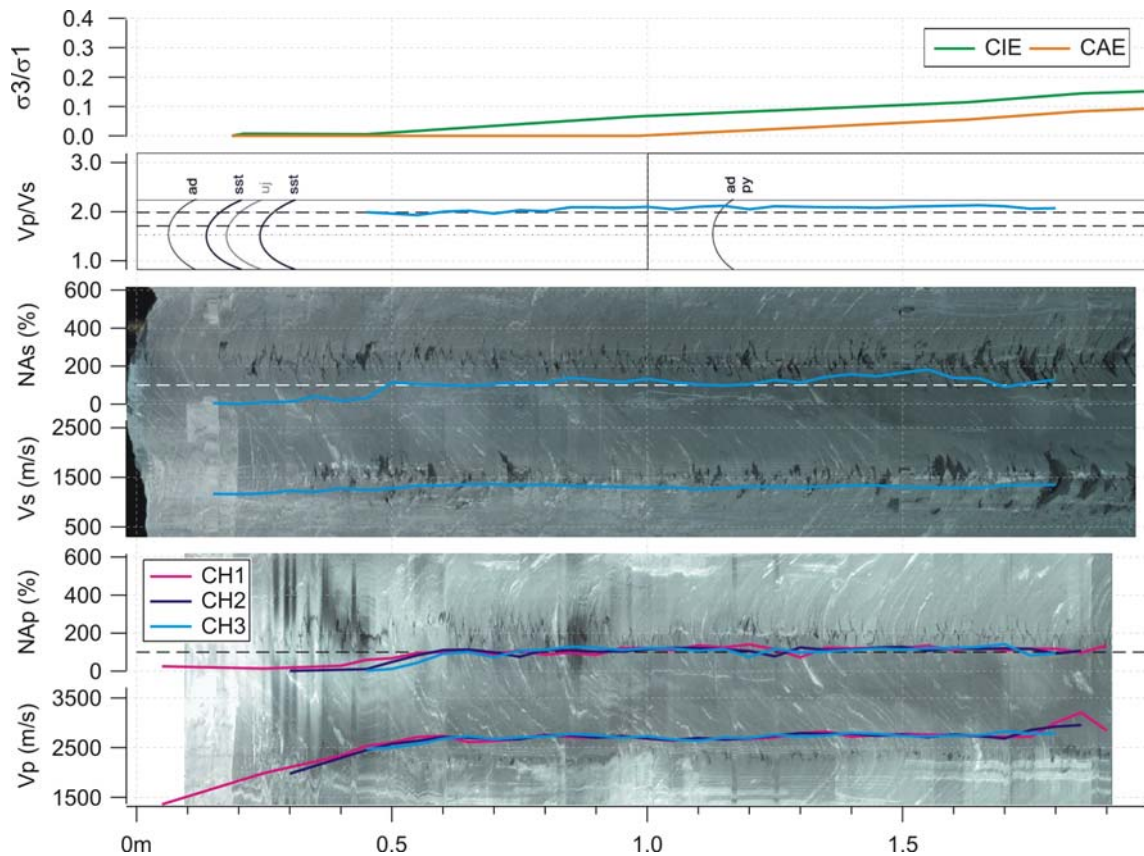 σ3/σ1
0.4
0.3
0.2
0.1
0.0
CIE CAE
Vp/Vs
3.0
2.0
1.0
ad
sst
uj
sst
ad
py
NAs (%)
600
400
200
0
Vs (m/s)
2500
1500
500
NAp (%)
600
400
200
0
CH1
CH2
CH3
Vp (m/s)
3500
2500
1500
0m 0.5 1.0 1.5